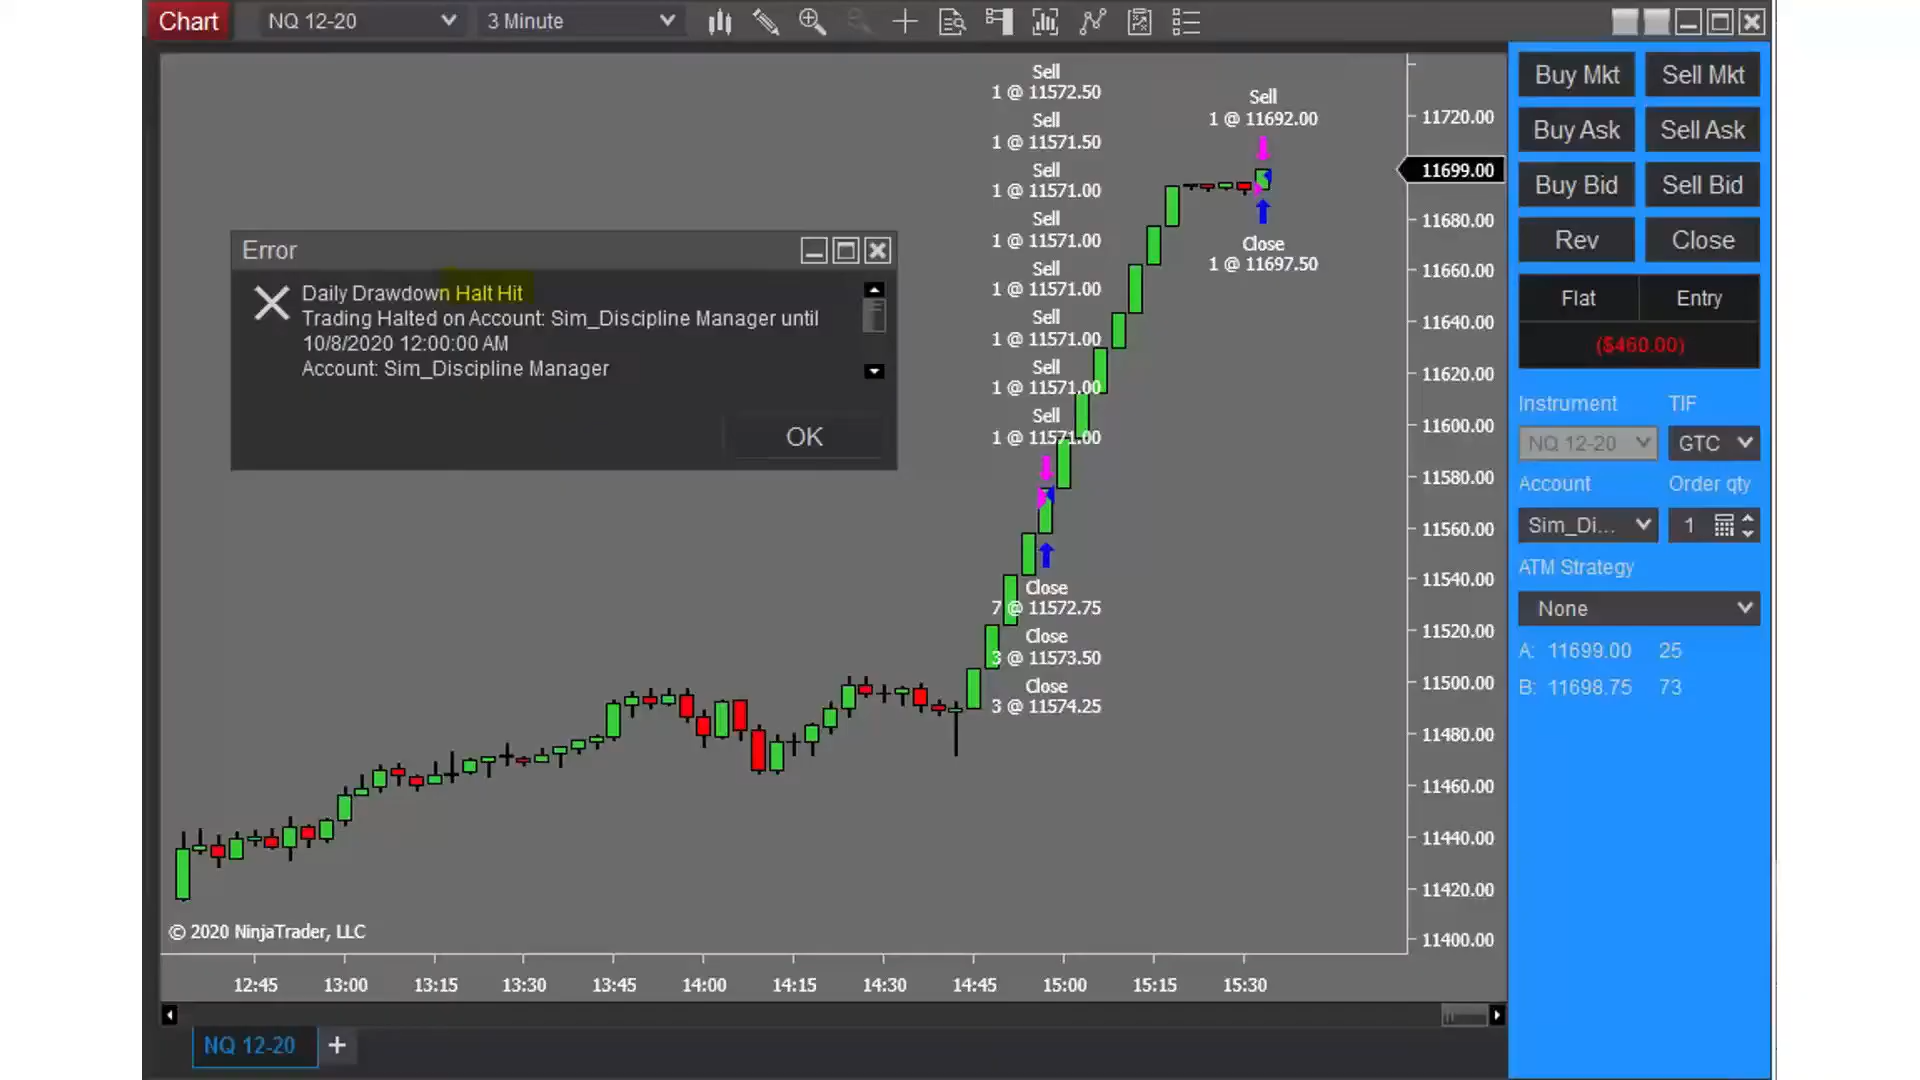 Chart
NQ 12-20
3 Minute
Sell
1 @ 11572.50
Sell
1 @ 11571.50
Sell
1 @ 11571.00
Sell
1 @ 11571.00
Sell
1 @ 11571.00
Sell
1 @ 11571.00
Sell
1 @ 11571.00
Sell
1 @ 11571.00
Close
7 @ 11572.75
Close
3 @ 11573.50
Close
3 @ 11574.25
Sell
1 @ 11692.00
Close
1 @ 11697.50
Error
Daily Drawdown Halt Hit
Trading Halted on Account: Sim_Discipline Manager until
10/8/2020 12:00:00 AM
Account: Sim_Discipline Manager
OK
11720.00
11699.00
11680.00
11660.00
11640.00
11620.00
11600.00
11580.00
11560.00
11540.00
11520.00
11500.00
11480.00
11460.00
11440.00
11420.00
11400.00
© 2020 NinjaTrader, LLC
12:45 13:00 13:15 13:30 13:45 14:00 14:15 14:30 14:45 15:00 15:15 15:30
NQ 12-20 +
Buy Mkt Sell Mkt
Buy Ask Sell Ask
Buy Bid Sell Bid
Rev Close
Flat Entry
($460.00)
Instrument TIF
NQ 12-20 GTC
Account Order qty
Sim_Di... 1
ATM Strategy
None
A: 11699.00 25
B: 11698.75 73